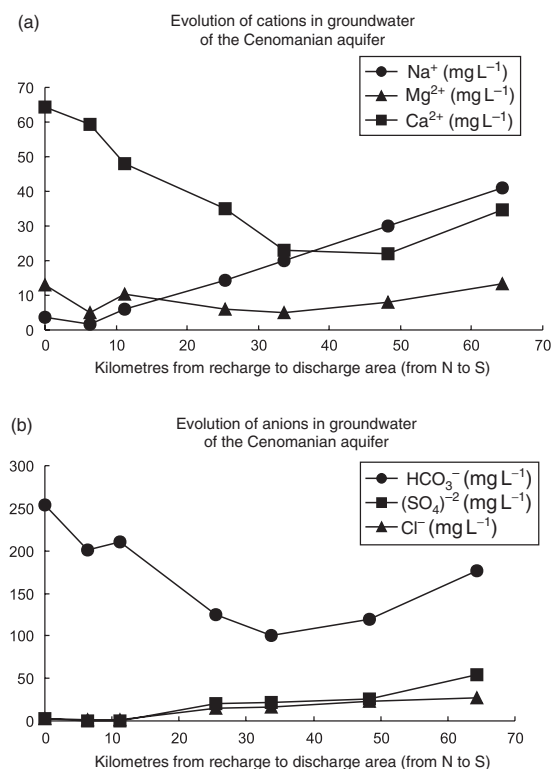 (a)
Evolution of cations in groundwater
of the Cenomanian aquifer
Na⁺ (mg L⁻¹)
Mg²⁺ (mg L⁻¹)
Ca²⁺ (mg L⁻¹)
70
60
50
40
30
20
10
0
0 10 20 30 40 50 60 70
Kilometres from recharge to discharge area (from N to S)
(b)
Evolution of anions in groundwater
of the Cenomanian aquifer
HCO₃⁻ (mg L⁻¹)
(SO₄)⁻² (mg L⁻¹)
Cl⁻ (mg L⁻¹)
300
250
200
150
100
50
0
0 10 20 30 40 50 60 70
Kilometres from recharge to discharge area (from N to S)